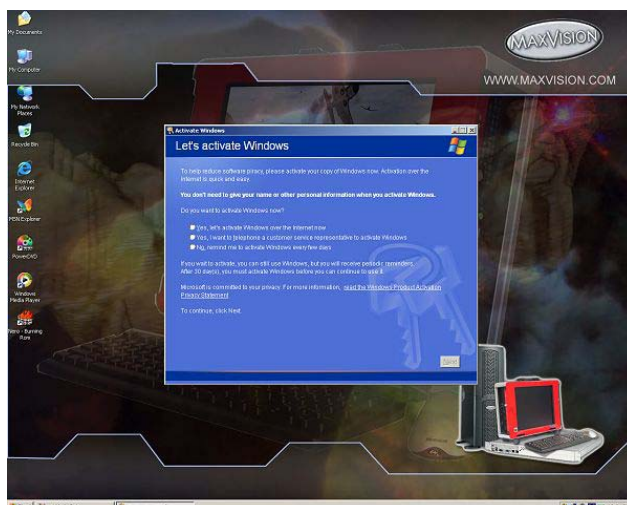 My Documents
My Computer
My Network
Places
Recycle Bin
Internet
Explorer
MSN Explorer
PowerDVD
Windows
Media Player
Nero - Burning
Rom
MAXVISION
WWW.MAXVISION.COM
Activate Windows
Let's activate Windows
To help reduce software piracy, please activate your copy of Windows now. Activation over the
Internet is quick and easy.
You don't need to give your name or other personal information when you activate Windows.
Do you want to activate Windows now?
Yes, let's activate Windows over the Internet now
Yes, I want to telephone a customer service representative to activate Windows
No, remind me to activate Windows every few days
If you wait to activate, you can still use Windows, but you will receive periodic reminders.
After 30 day(s), you must activate Windows before you can continue to use it.
Microsoft is committed to your privacy. For more information, read the Windows Product Activation
Privacy Statement
To continue, click Next.
Next